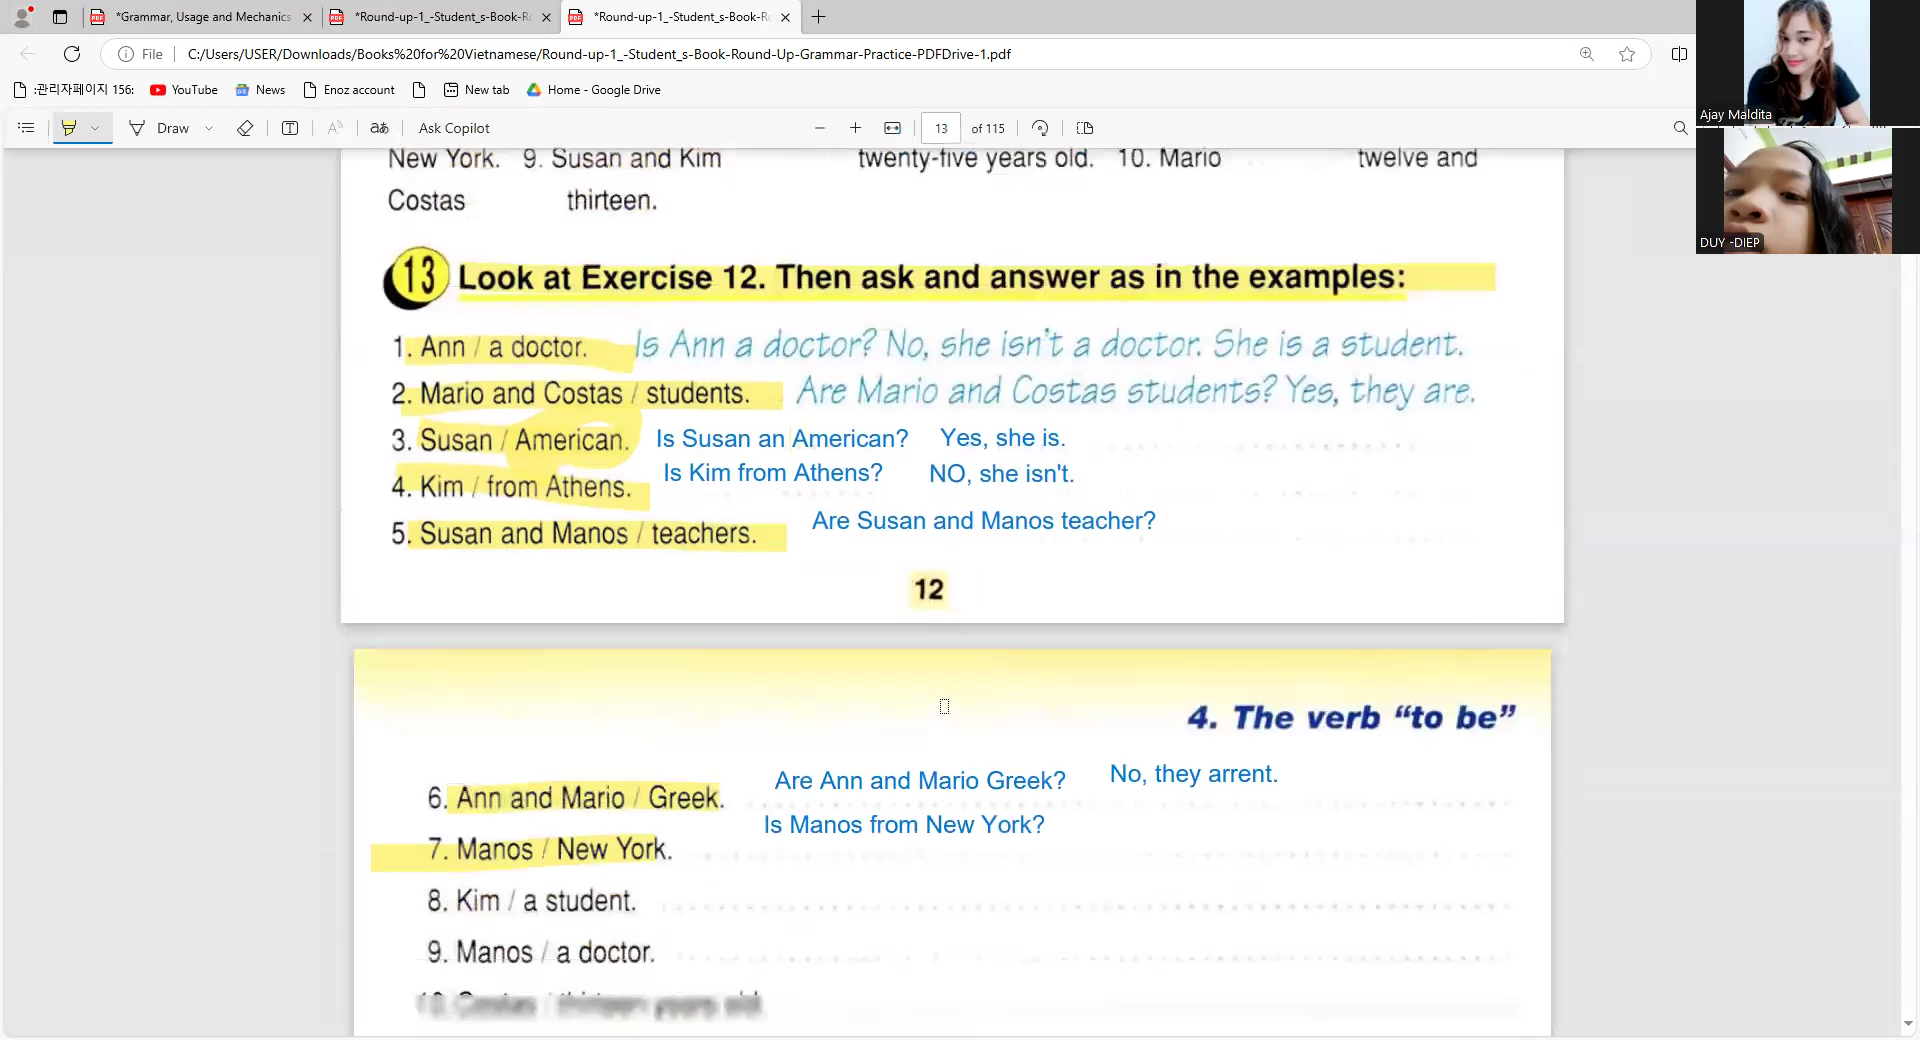 *Grammar, Usage and Mechanics
*Round-up-1_-Student_s-Book-Ro
*Round-up-1_-Student_s-Book-Ro
File C:/Users/USER/Downloads/Books%20for%20Vietnamese/Round-up-1_-Student_s-Book-Round-Up-Grammar-Practice-PDFDrive-1.pdf
:관리자페이지 156: YouTube News Enoz account New tab Home - Google Drive
Draw Ask Copilot 13 of 115
Ajay Maldita
DUY -DIEP
New York. 9. Susan and Kim twenty-five years old. 10. Mario twelve and
Costas thirteen.
13 Look at Exercise 12. Then ask and answer as in the examples:
1. Ann / a doctor. Is Ann a doctor? No, she isn't a doctor. She is a student.
2. Mario and Costas / students. Are Mario and Costas students? Yes, they are.
3. Susan / American. Is Susan an American? Yes, she is.
4. Kim / from Athens. Is Kim from Athens? NO, she isn't.
5. Susan and Manos / teachers. Are Susan and Manos teacher?
12
4. The verb “to be”
6. Ann and Mario / Greek. Are Ann and Mario Greek? No, they arrent.
7. Manos / New York. Is Manos from New York?
8. Kim / a student.
9. Manos / a doctor.
10. Costas / thirteen years old.